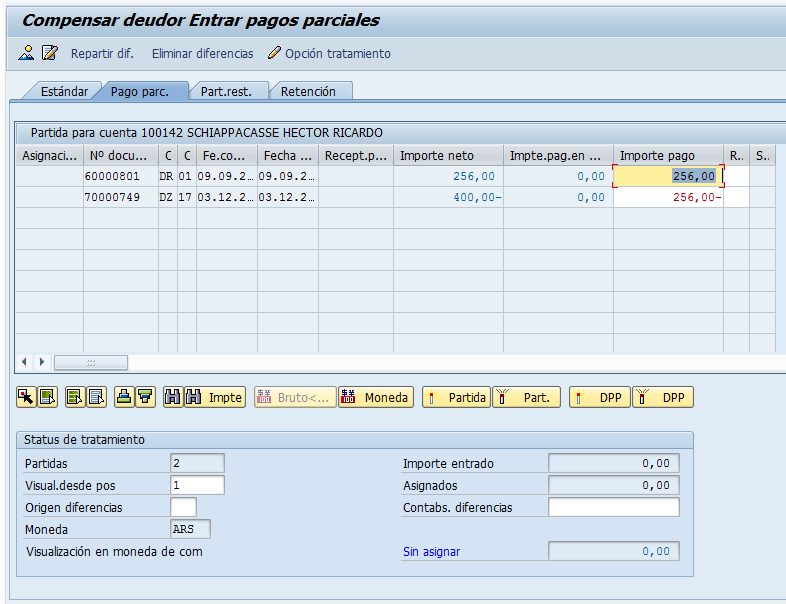 Compensar deudor Entrar pagos parciales
Repartir dif. Eliminar diferencias Opción tratamiento
Estándar Pago parc. Part.rest. Retención
Partida para cuenta 100142 SCHIAPPACASSE HECTOR RICARDO
Asignaci... Nº docu... C C Fe.co... Fecha ... Recept.p... Importe neto Impte.pag.en ... Importe pago R.. S..
60000801 DR 01 09.09.2… 09.09.2… 256,00 0,00 256,00
70000749 DZ 17 03.12.2… 03.12.2… 400,00- 0,00 256,00-
Impte Bruto<... Moneda Partida Part. DPP DPP
Status de tratamiento
Partidas 2 Importe entrado 0,00
Visual.desde pos 1 Asignados 0,00
Origen diferencias Contabs. diferencias
Moneda ARS
Visualización en moneda de com Sin asignar 0,00